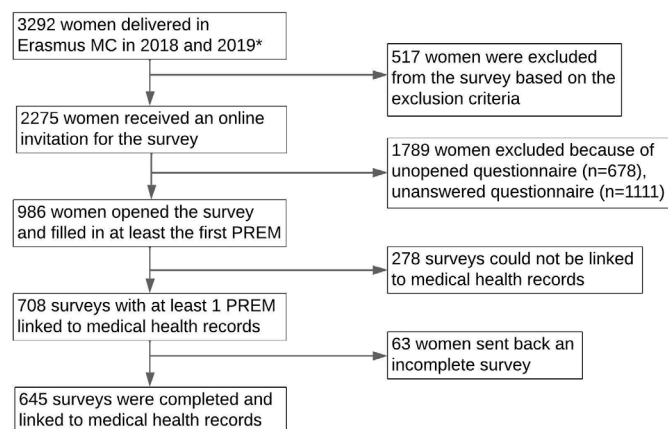 3292 women delivered in
Erasmus MC in 2018 and 2019*
517 women were excluded
from the survey based on the
exclusion criteria
2275 women received an online
invitation for the survey
1789 women excluded because of
unopened questionnaire (n=678),
unanswered questionnaire (n=1111)
986 women opened the survey
and filled in at least the first PREM
278 surveys could not be linked
to medical health records
708 surveys with at least 1 PREM
linked to medical health records
63 women sent back an
incomplete survey
645 surveys were completed and
linked to medical health records